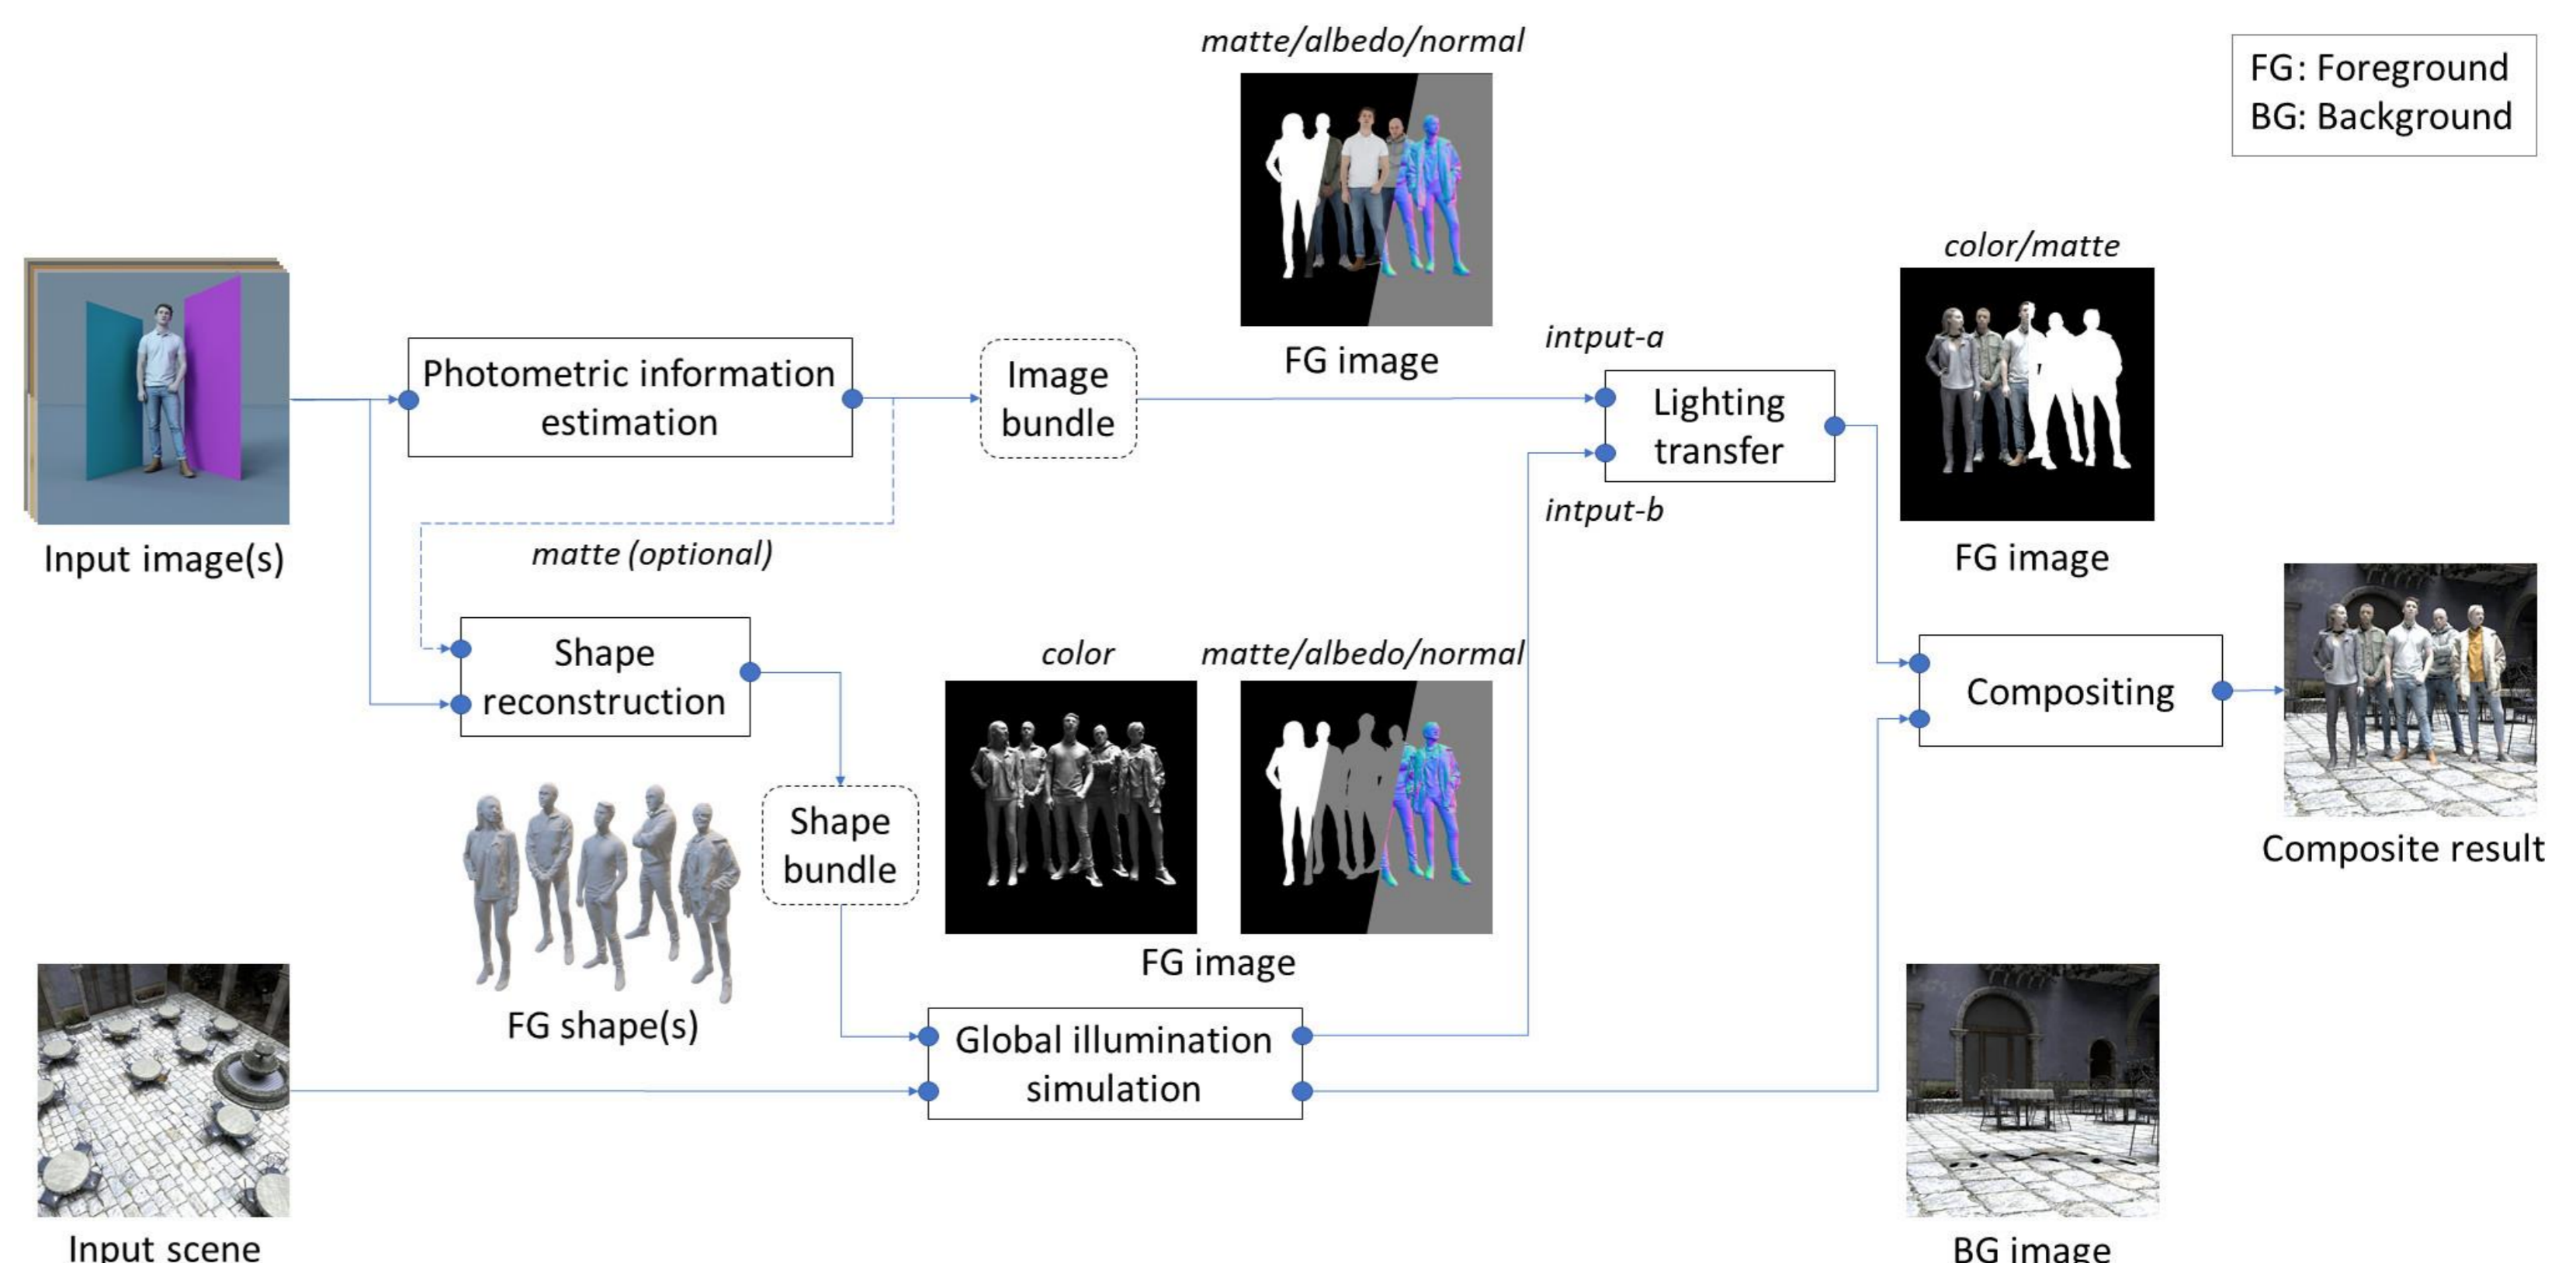 matte/albedo/normal
FG: Foreground
BG: Background
color/matte
FG image
intput-a
Photometric information
estimation
Image
bundle
Lighting
transfer
intput-b
FG image
Input image(s)
matte (optional)
Shape
reconstruction
color
matte/albedo/normal
Compositing
Shape
bundle
Composite result
FG image
FG shape(s)
Global illumination
simulation
Input scene
BG image